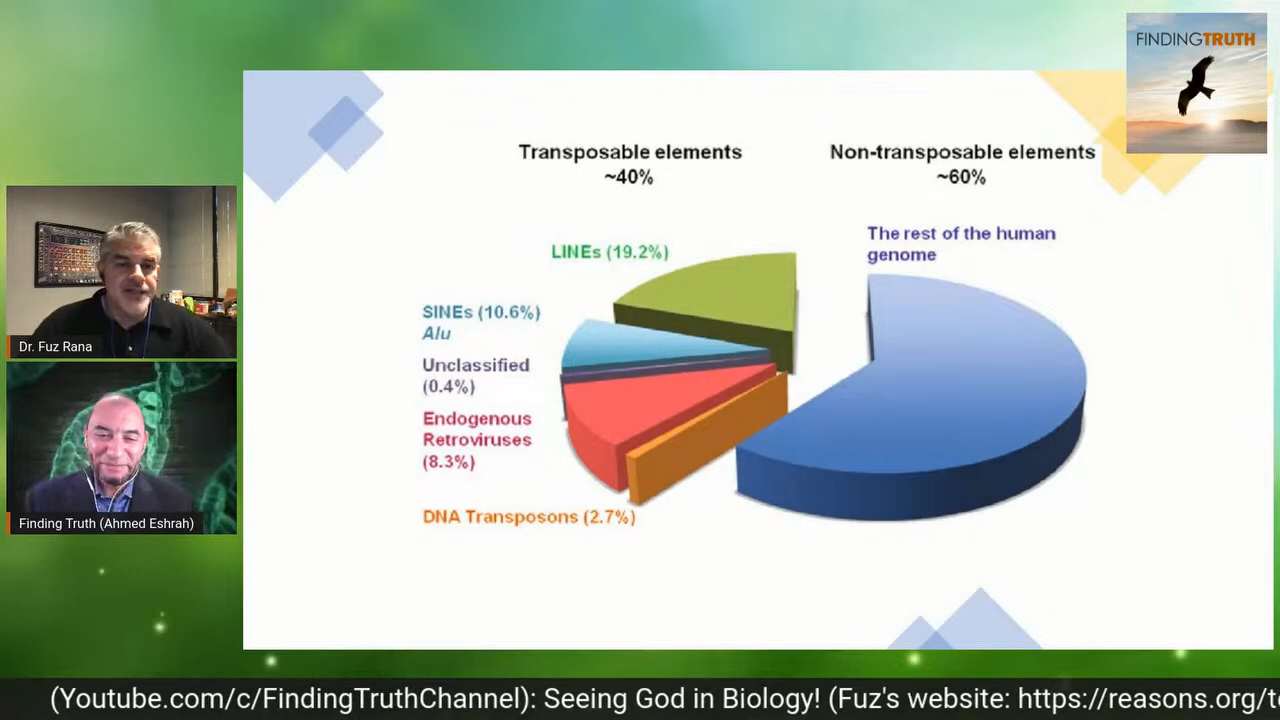 FINDINGTRUTH
Transposable elements
~40%
Non-transposable elements
~60%
LINEs (19.2%)
The rest of the human
genome
SINEs (10.6%)
Alu
Unclassified
(0.4%)
Endogenous
Retroviruses
(8.3%)
DNA Transposons (2.7%)
Dr. Fuz Rana
Finding Truth (Ahmed Eshrah)
(Youtube.com/c/FindingTruthChannel): Seeing God in Biology! (Fuz's website: https://reasons.org/t